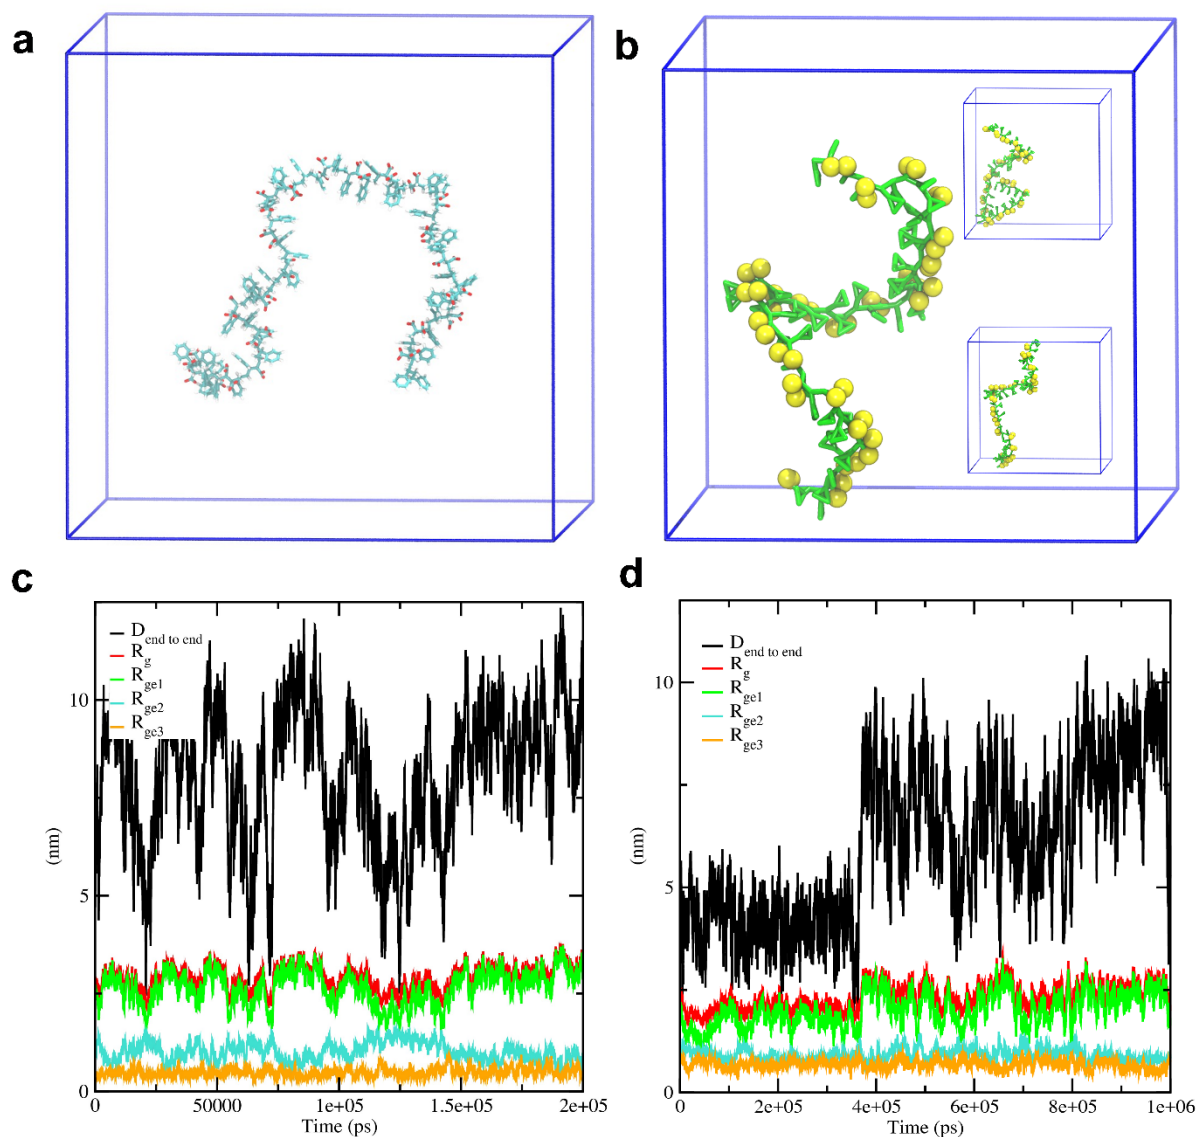 a
b
c
D end to end
R g
R ge1
R ge2
R ge3
10
5
0
(nm)
0 50000 1e+05 1.5e+05 2e+05
Time (ps)
d
D end to end
R g
R ge1
R ge2
R ge3
10
5
0
(nm)
0 2e+05 4e+05 6e+05 8e+05 1e+06
Time (ps)